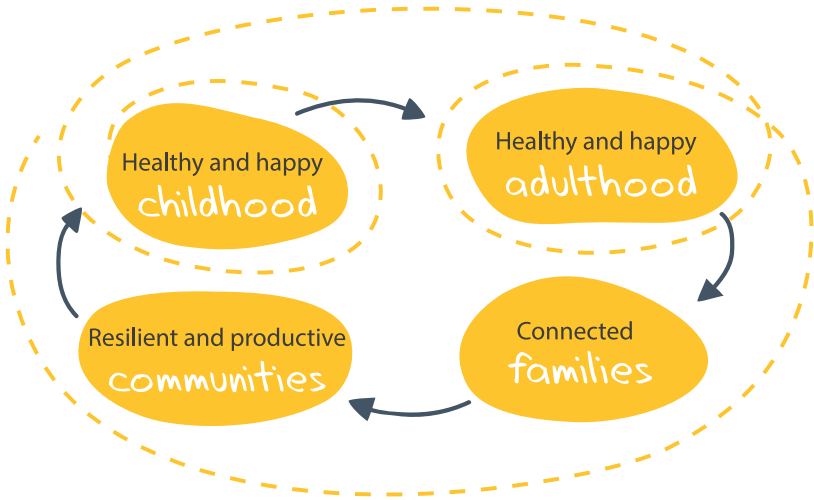 Healthy and happy
childhood
Healthy and happy
adulthood
Connected
families
Resilient and productive
communities